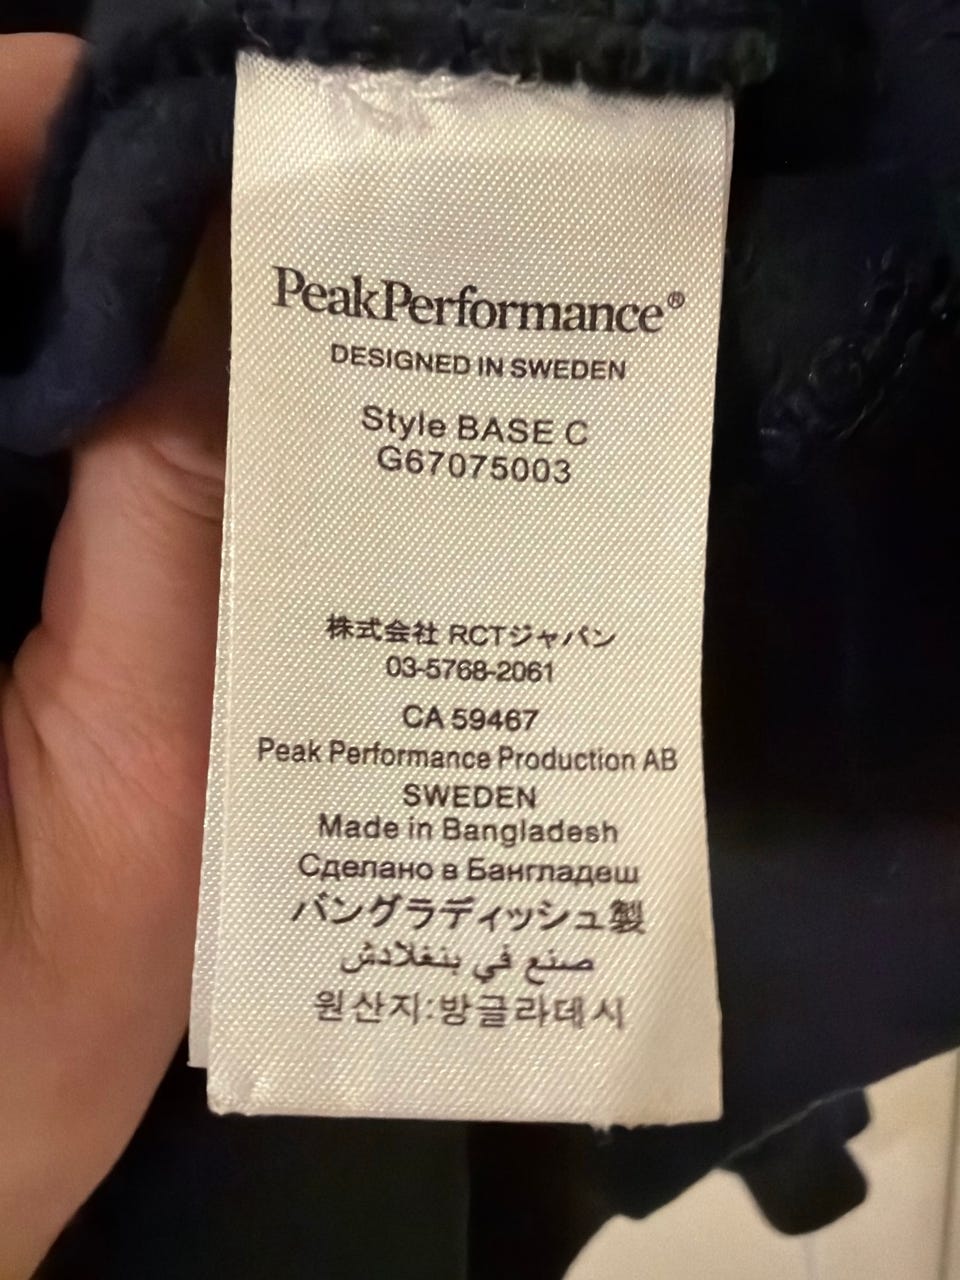 PeakPerformance®
DESIGNED IN SWEDEN
Style BASE C
G67075003
株式会社 RCTジャパン
03-5768-2061
CA 59467
Peak Performance Production AB
SWEDEN
Made in Bangladesh
Сделано в Бангладеш
バングラディッシュ製
صنع في بنغلادش
원산지:방글라데시